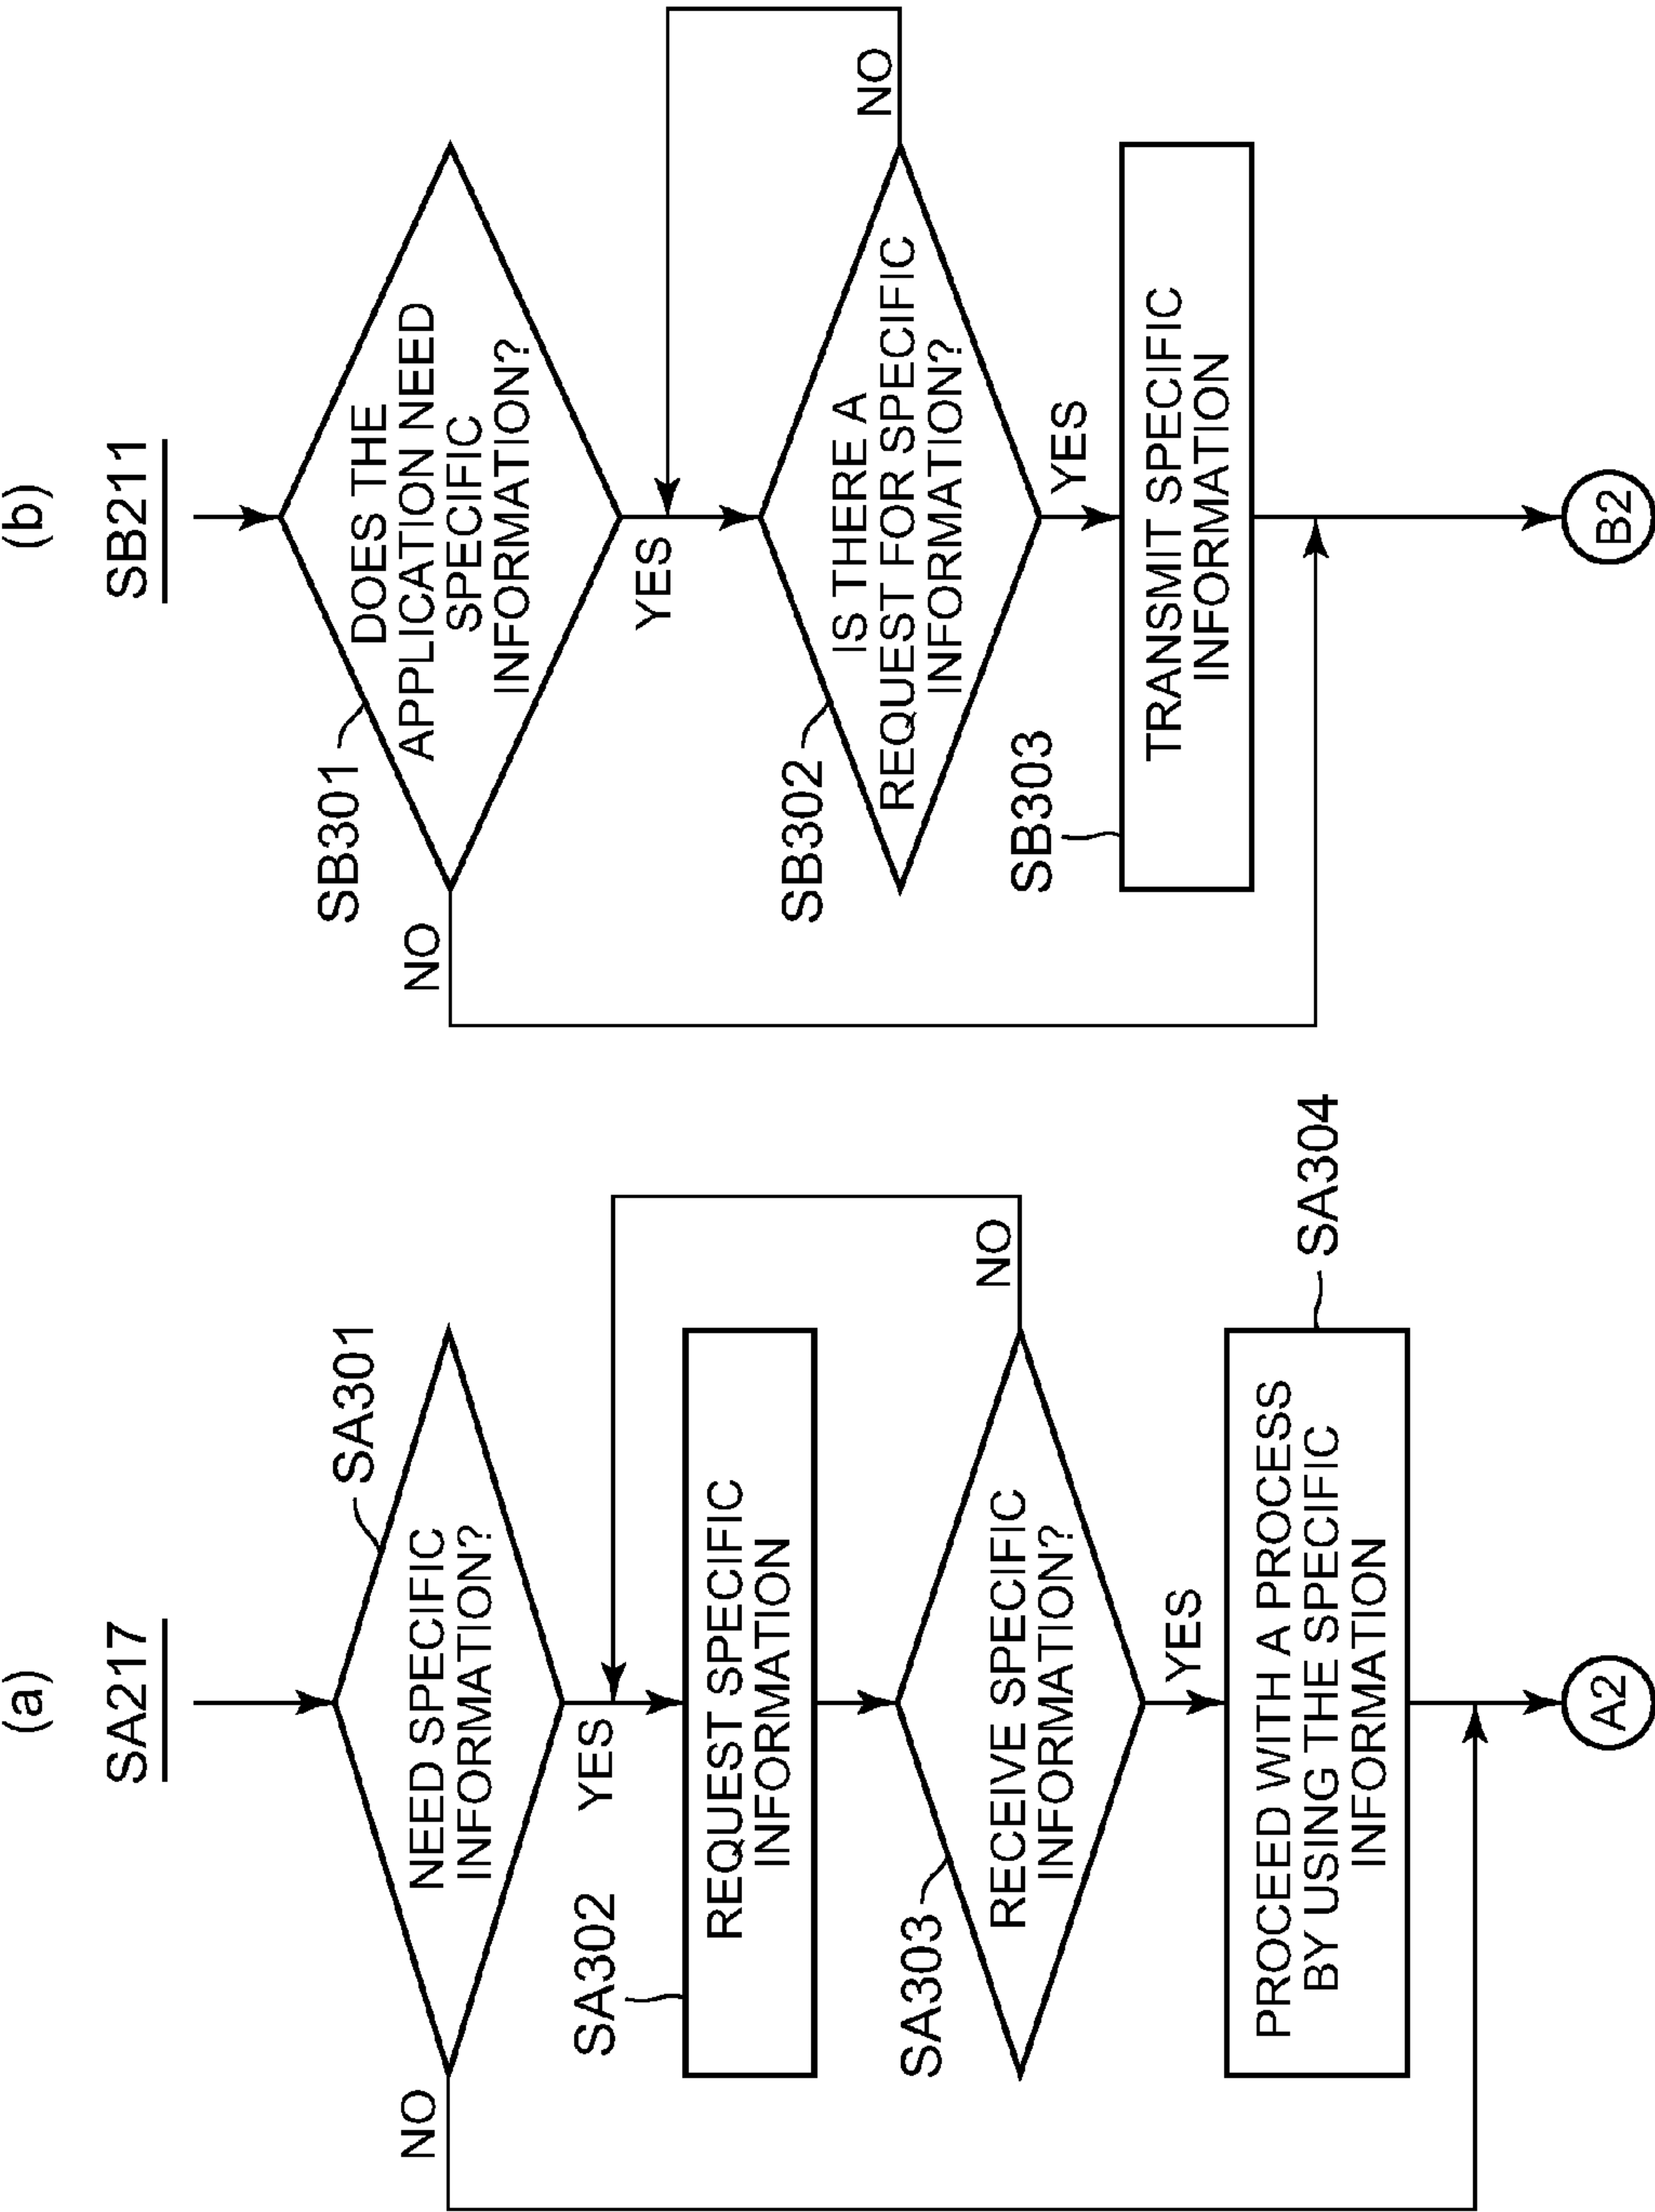 (a)
SA217
SA301
NEED SPECIFIC
INFORMATION?
NO
YES
SA302
REQUEST SPECIFIC
INFORMATION
SA303
RECEIVE SPECIFIC
INFORMATION?
NO
YES
PROCEED WITH A PROCESS
BY USING THE SPECIFIC
INFORMATION
SA304
A2
(b)
SB211
SB301
DOES THE
APPLICATION NEED
SPECIFIC
INFORMATION?
NO
YES
SB302
IS THERE A
REQUEST FOR SPECIFIC
INFORMATION?
NO
YES
SB303
TRANSMIT SPECIFIC
INFORMATION
B2